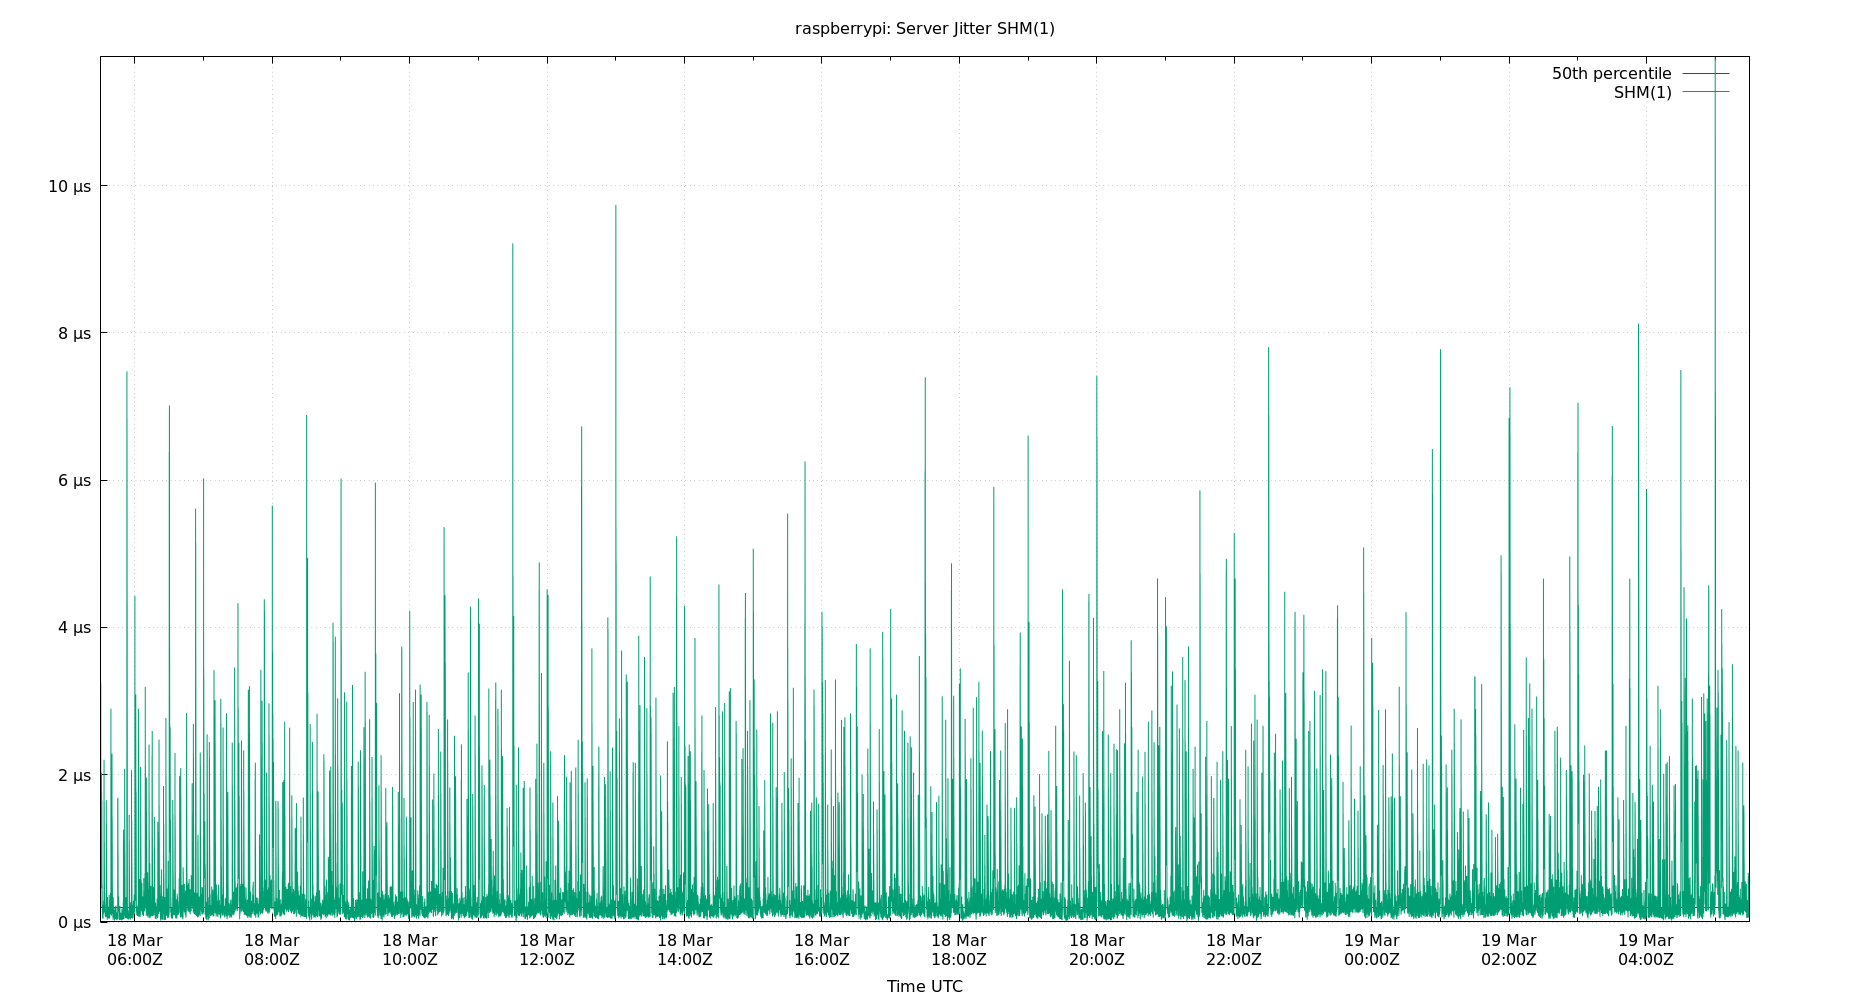 raspberrypi: Server Jitter SHM(1)
50th percentile
SHM(1)
10 µs
8 µs
6 µs
4 µs
2 µs
0 µs
18 Mar 18 Mar 18 Mar 18 Mar 18 Mar 18 Mar 18 Mar 18 Mar 18 Mar 19 Mar 19 Mar 19 Mar
06:00Z 08:00Z 10:00Z 12:00Z 14:00Z 16:00Z 18:00Z 20:00Z 22:00Z 00:00Z 02:00Z 04:00Z
Time UTC